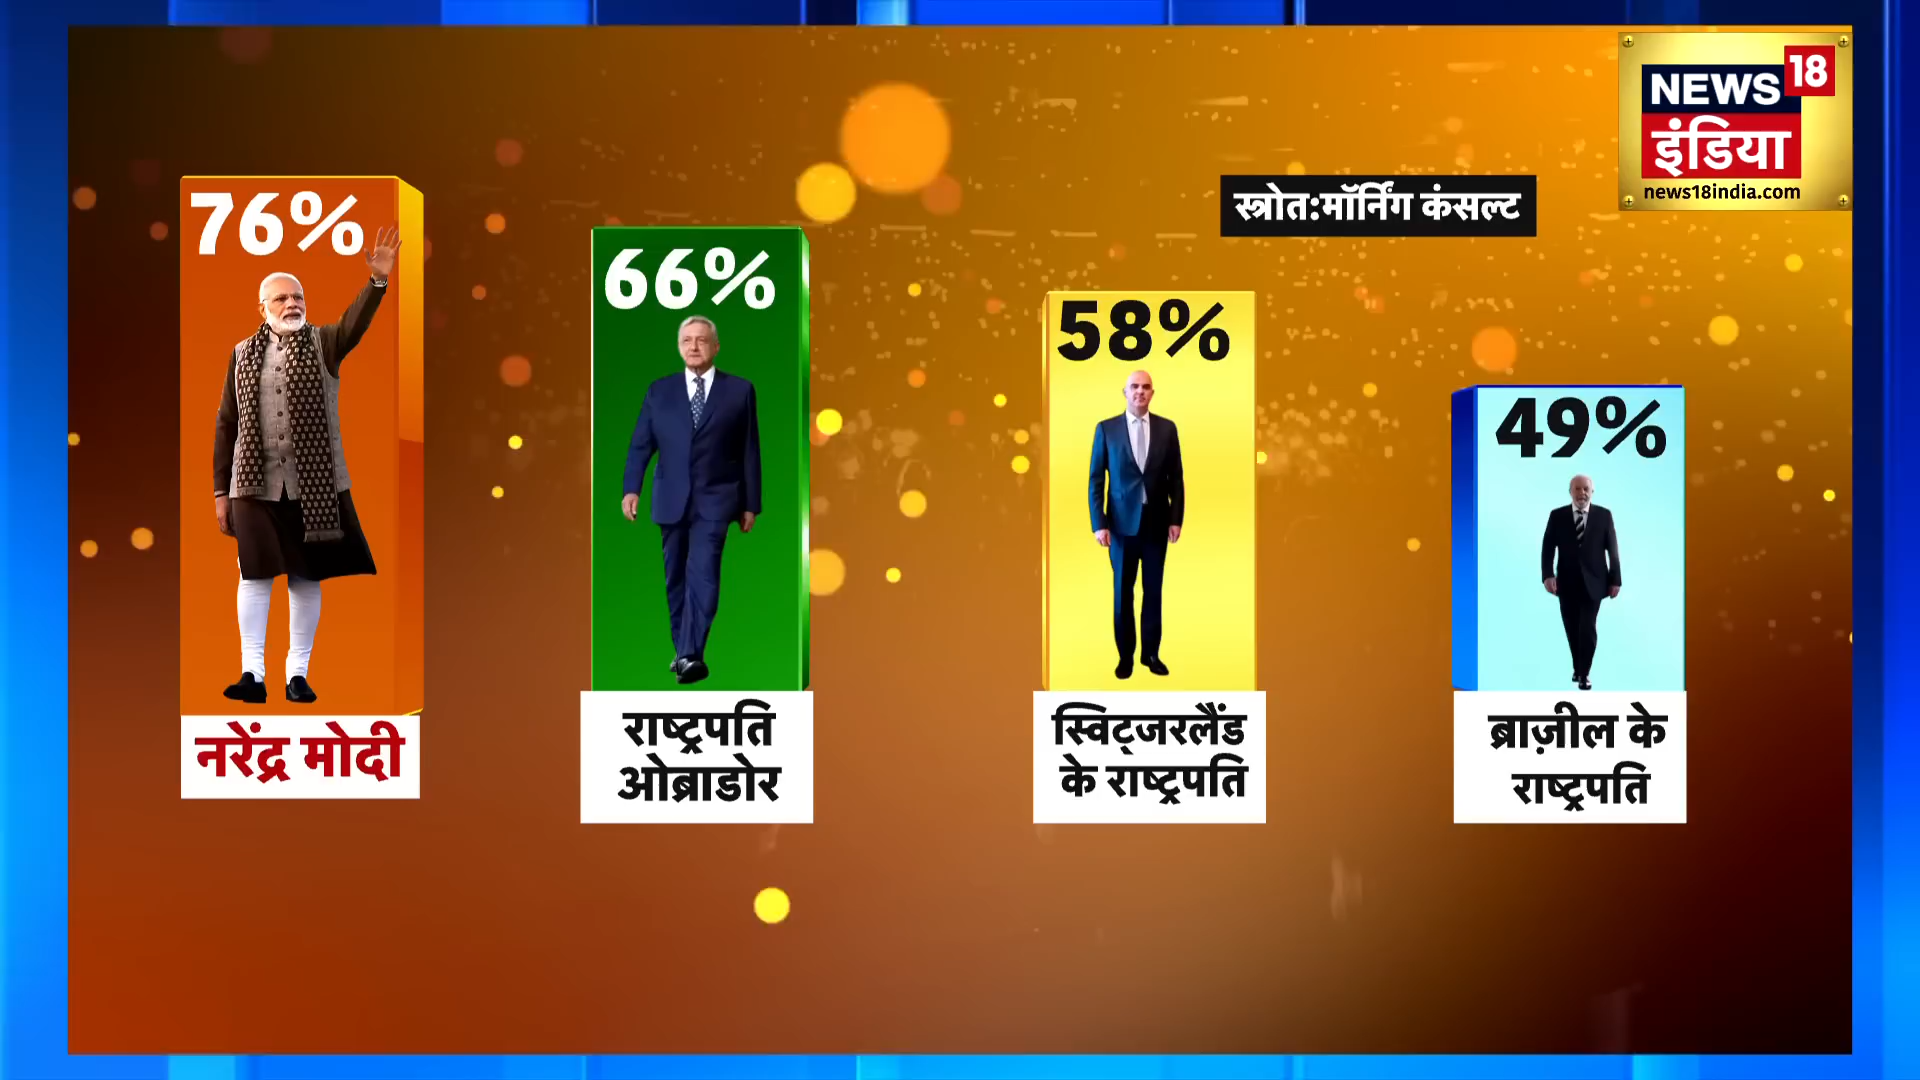 NEWS 18
इंडिया
news18india.com
स्त्रोत:मॉर्निंग कंसल्ट
76%
66%
58%
49%
नरेंद्र मोदी
राष्ट्रपति
ओब्राडोर
स्विट्जरलैंड
के राष्ट्रपति
ब्राज़ील के
राष्ट्रपति